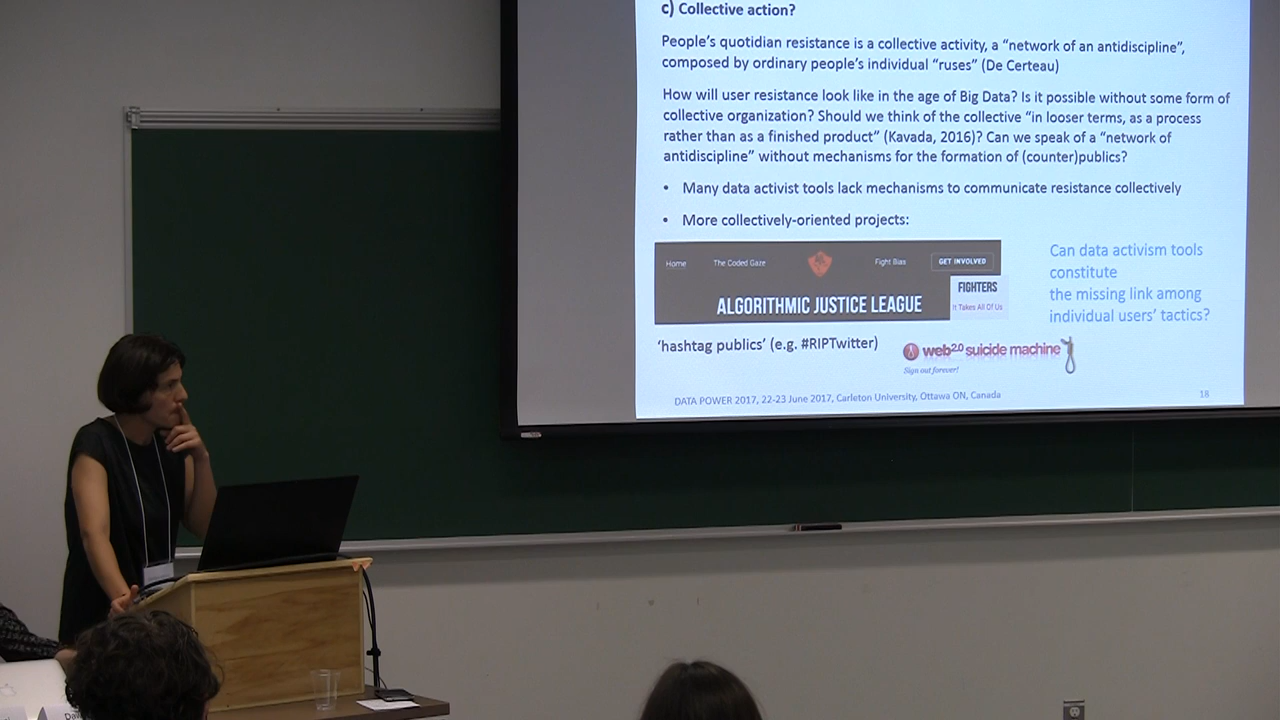 c) Collective action?
People's quotidian resistance is a collective activity, a “network of an antidiscipline”,
composed by ordinary people's individual “ruses” (De Certeau)
How will user resistance look like in the age of Big Data? Is it possible without some form of
collective organization? Should we think of the collective “in looser terms, as a process
rather than as a finished product” (Kavada, 2016)? Can we speak of a “network of
antidiscipline” without mechanisms for the formation of (counter)publics?
• Many data activist tools lack mechanisms to communicate resistance collectively
• More collectively-oriented projects:
Home The Coded Gaze Fight Bias GET INVOLVED
ALGORITHMIC JUSTICE LEAGUE
FIGHTERS
It Takes All Of Us
Can data activism tools
constitute
the missing link among
individual users' tactics?
‘hashtag publics’ (e.g. #RIPTwitter)
web2.0 suicide machine
Sign out forever!
DATA POWER 2017, 22-23 June 2017, Carleton University, Ottawa ON, Canada
18